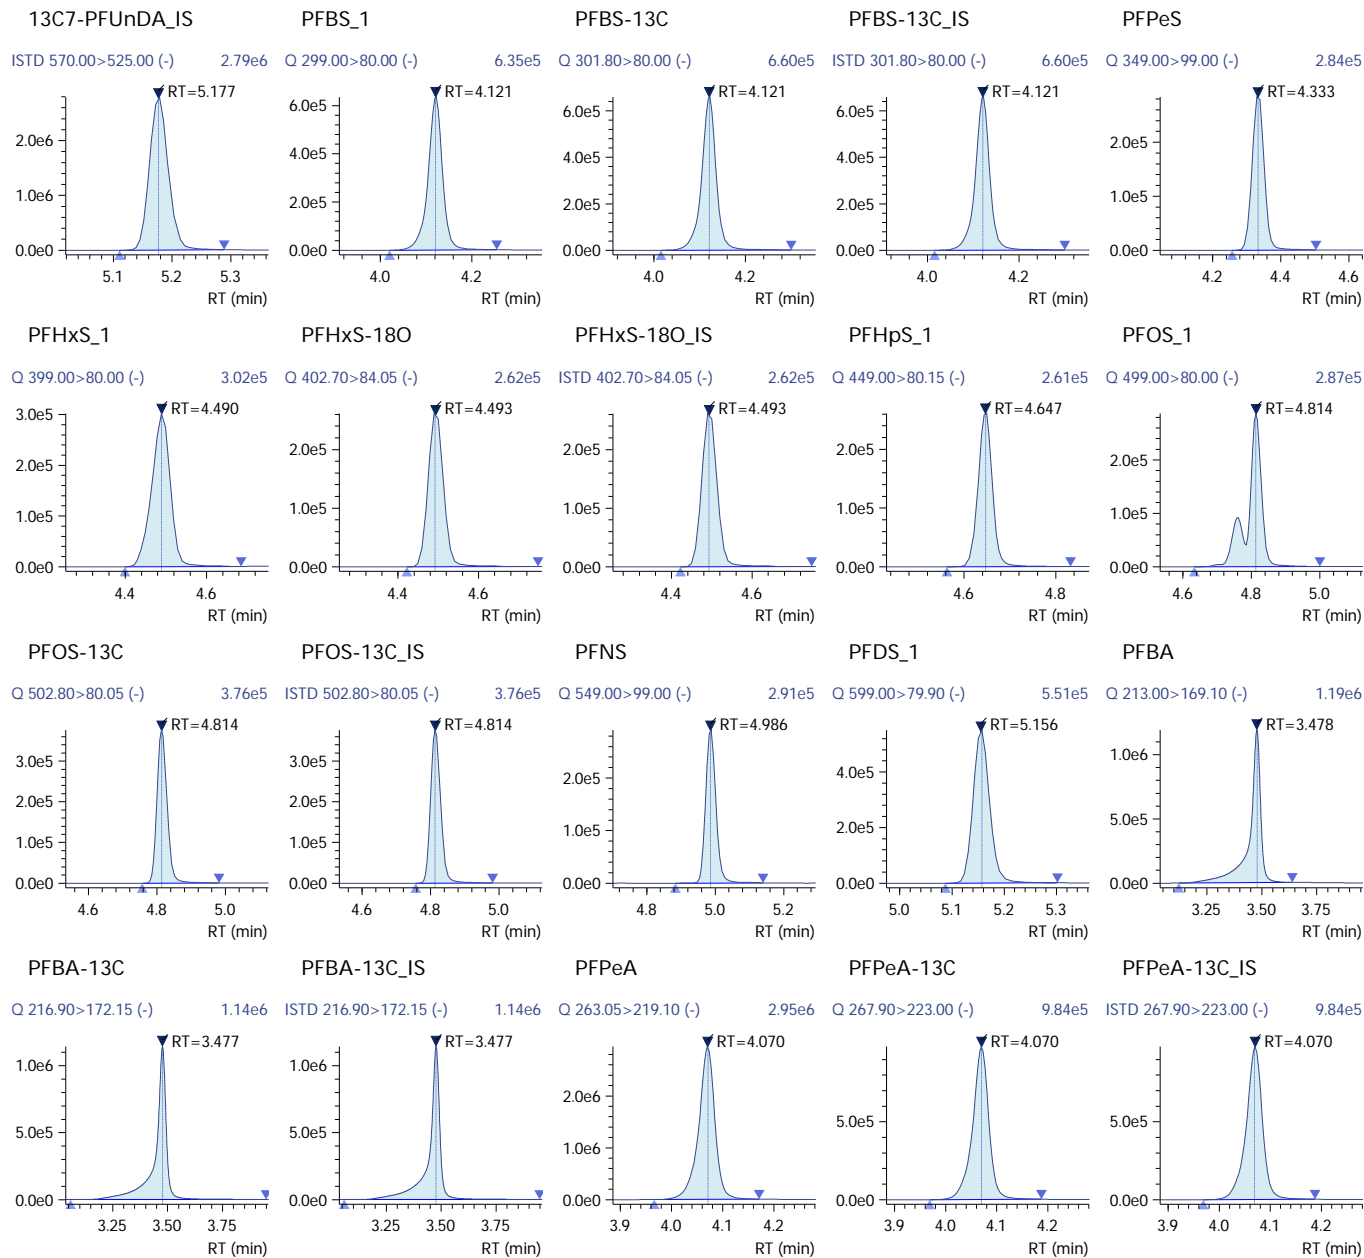 13C7-PFUnDA_IS
ISTD 570.00>525.00 (-) 2.79e6
RT=5.177
2.0e6
1.0e6
0.0e0
5.1 5.2 5.3
RT (min)
PFBS_1
Q 299.00>80.00 (-) 6.35e5
RT=4.121
6.0e5
4.0e5
2.0e5
0.0e0
4.0 4.2
RT (min)
PFBS-13C
Q 301.80>80.00 (-) 6.60e5
RT=4.121
6.0e5
4.0e5
2.0e5
0.0e0
4.0 4.2
RT (min)
PFBS-13C_IS
ISTD 301.80>80.00 (-) 6.60e5
RT=4.121
6.0e5
4.0e5
2.0e5
0.0e0
4.0 4.2
RT (min)
PFPeS
Q 349.00>99.00 (-) 2.84e5
RT=4.333
2.0e5
1.0e5
0.0e0
4.2 4.4 4.6
RT (min)
PFHxS_1
Q 399.00>80.00 (-) 3.02e5
RT=4.490
3.0e5
2.0e5
1.0e5
0.0e0
4.4 4.6
RT (min)
PFHxS-18O
Q 402.70>84.05 (-) 2.62e5
RT=4.493
2.0e5
1.0e5
0.0e0
4.4 4.6
RT (min)
PFHxS-18O_IS
ISTD 402.70>84.05 (-) 2.62e5
RT=4.493
2.0e5
1.0e5
0.0e0
4.4 4.6
RT (min)
PFHpS_1
Q 449.00>80.15 (-) 2.61e5
RT=4.647
2.0e5
1.0e5
0.0e0
4.6 4.8
RT (min)
PFOS_1
Q 499.00>80.00 (-) 2.87e5
RT=4.814
2.0e5
1.0e5
0.0e0
4.6 4.8 5.0
RT (min)
PFOS-13C
Q 502.80>80.05 (-) 3.76e5
RT=4.814
3.0e5
2.0e5
1.0e5
0.0e0
4.6 4.8 5.0
RT (min)
PFOS-13C_IS
ISTD 502.80>80.05 (-) 3.76e5
RT=4.814
3.0e5
2.0e5
1.0e5
0.0e0
4.6 4.8 5.0
RT (min)
PFNS
Q 549.00>99.00 (-) 2.91e5
RT=4.986
2.0e5
1.0e5
0.0e0
4.8 5.0 5.2
RT (min)
PFDS_1
Q 599.00>79.90 (-) 5.51e5
RT=5.156
4.0e5
2.0e5
0.0e0
5.0 5.1 5.2 5.3
RT (min)
PFBA
Q 213.00>169.10 (-) 1.19e6
RT=3.478
1.0e6
5.0e5
0.0e0
3.25 3.50 3.75
RT (min)
PFBA-13C
Q 216.90>172.15 (-) 1.14e6
RT=3.477
1.0e6
5.0e5
0.0e0
3.25 3.50 3.75
RT (min)
PFBA-13C_IS
ISTD 216.90>172.15 (-) 1.14e6
RT=3.477
1.0e6
5.0e5
0.0e0
3.25 3.50 3.75
RT (min)
PFPeA
Q 263.05>219.10 (-) 2.95e6
RT=4.070
2.0e6
1.0e6
0.0e0
3.9 4.0 4.1 4.2
RT (min)
PFPeA-13C
Q 267.90>223.00 (-) 9.84e5
RT=4.070
5.0e5
0.0e0
3.9 4.0 4.1 4.2
RT (min)
PFPeA-13C_IS
ISTD 267.90>223.00 (-) 9.84e5
RT=4.070
5.0e5
0.0e0
3.9 4.0 4.1 4.2
RT (min)